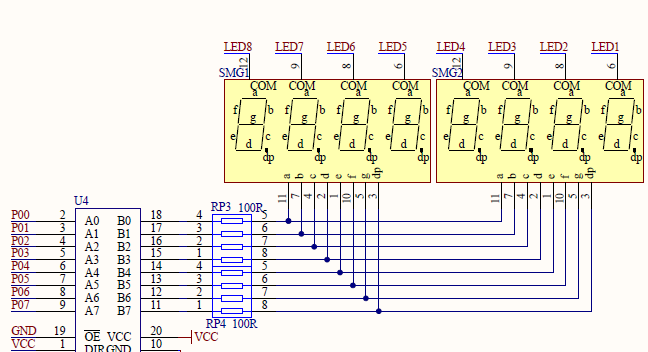 LED8 LED7 LED6 LED5 LED4 LED3 LED2 LED1
12 9 8 6 12 9 8 6
SMG1 SMG2
COM COM COM COM COM COM COM COM
a a a a a a a a
f b f b f b f b f b f b f b f b
g g g g g g g g
e c e c e c e c e c e c e c e c
d d d d d d d d
dp dp dp dp dp dp dp dp
a b c d e f g dp a b c d e f g dp
11 7 4 2 1 10 5 3 11 7 4 2 1 10 5 3
U4
RP3 100R
P00 2 A0 B0 18 4 5
P01 3 A1 B1 17 3 6
P02 4 A2 B2 16 2 7
P03 5 A3 B3 15 1 8
P04 6 A4 B4 14 4 5
P05 7 A5 B5 13 3 6
P06 8 A6 B6 12 2 7
P07 9 A7 B7 11 1 8
RP4 100R
GND 19 OE VCC 20 VCC
VCC 1 DIR GND 10